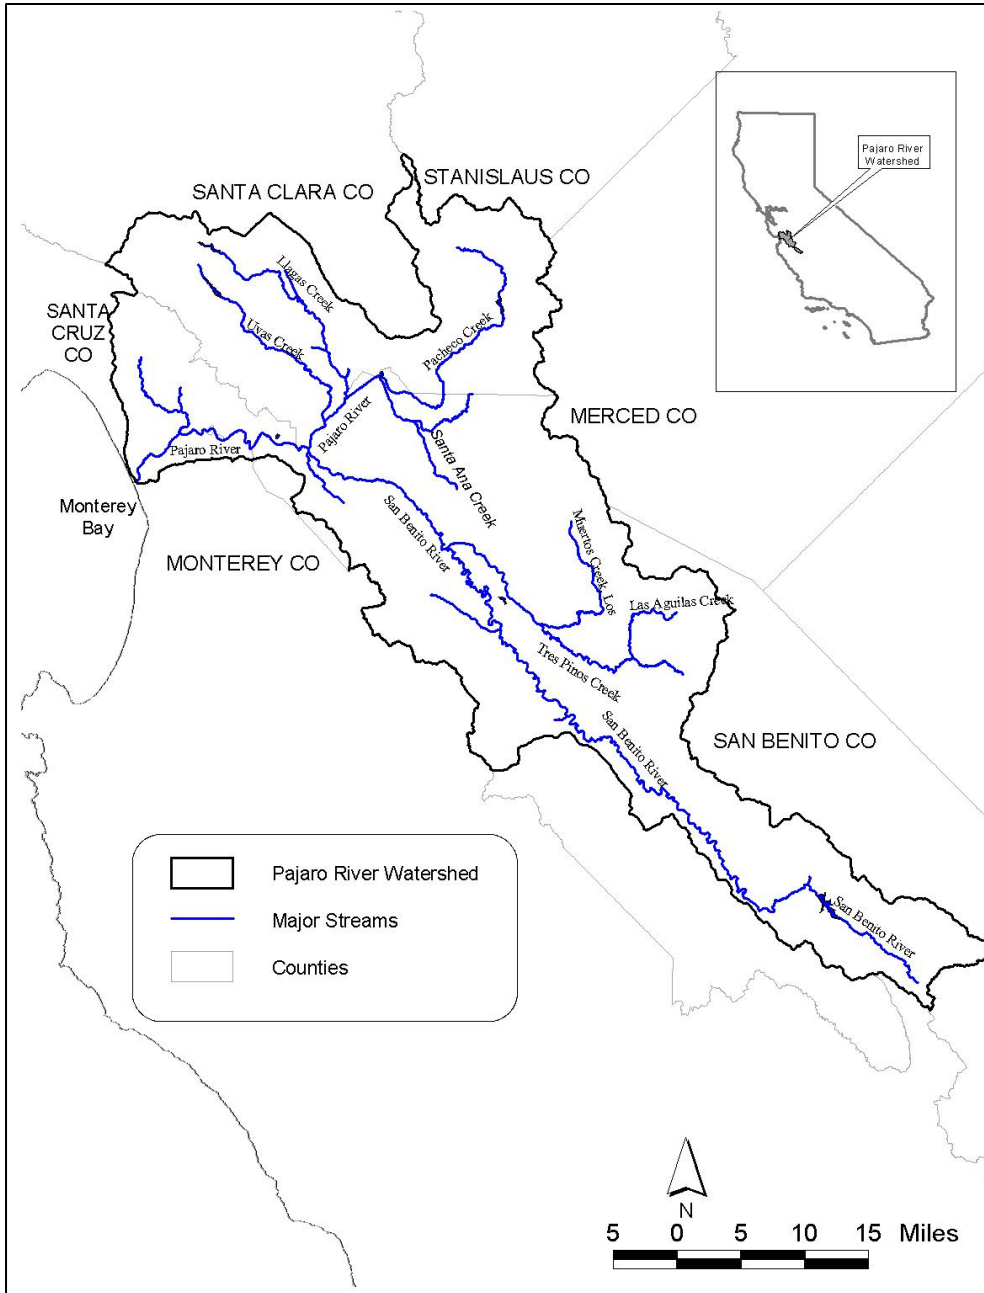 Pajaro River
Watershed
STANISLAUS CO
SANTA CLARA CO
Llagas Creek
SANTA
CRUZ
CO
Uvas Creek
Pacheco Creek
MERCED CO
Pajaro River
Pajaro River
Santa Ana Creek
Monterey
Bay
San Benito River
MONTEREY CO
Muertos Creek, Los
Las Aguilas Creek
Tres Pinos Creek
San Benito River
SAN BENITO CO
San Benito River
Pajaro River Watershed
Major Streams
Counties
N
5 0 5 10 15 Miles